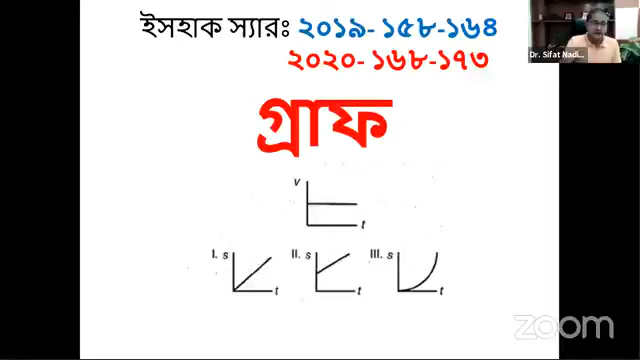 ইসহাক স্যারঃ ২০১৯- ১৫৮-১৬৪
২০২০- ১৬৮-১৭৩
Dr. Sifat Nadi...
গ্রাফ
v
t
I. s t II. s t III. s t
zoom